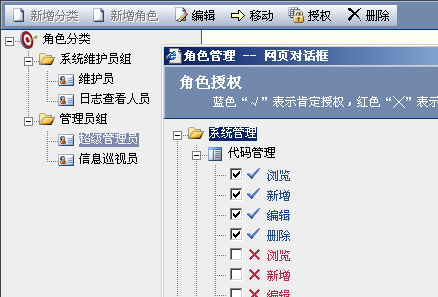 新增分类 新增角色 编辑 移动 授权 删除
角色分类
系统维护员组
维护员
日志查看人员
管理员组
超级管理员
信息巡视员
角色管理 -- 网页对话框
角色授权
蓝色“√”表示肯定授权，红色“╳”表示
系统管理
代码管理
浏览
新增
编辑
删除
浏览
新增
编辑